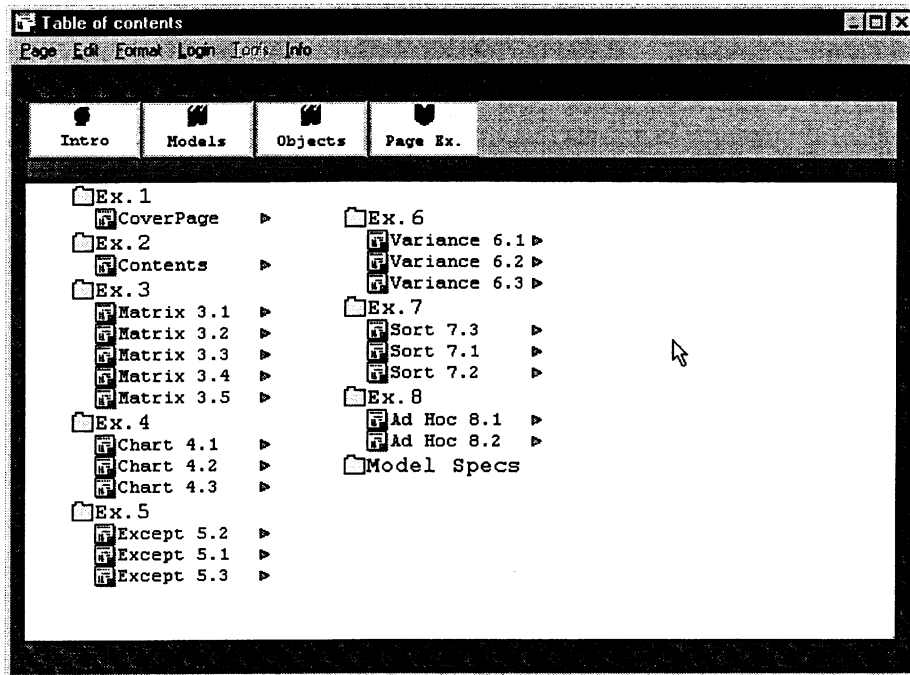 Table of contents
Page Edit Format Login Tools Info
Intro Models Objects Page Ex.
Ex.1
CoverPage
Ex.2
Contents
Ex.3
Matrix 3.1
Matrix 3.2
Matrix 3.3
Matrix 3.4
Matrix 3.5
Ex.4
Chart 4.1
Chart 4.2
Chart 4.3
Ex.5
Except 5.2
Except 5.1
Except 5.3
Ex.6
Variance 6.1
Variance 6.2
Variance 6.3
Ex.7
Sort 7.3
Sort 7.1
Sort 7.2
Ex.8
Ad Hoc 8.1
Ad Hoc 8.2
Model Specs